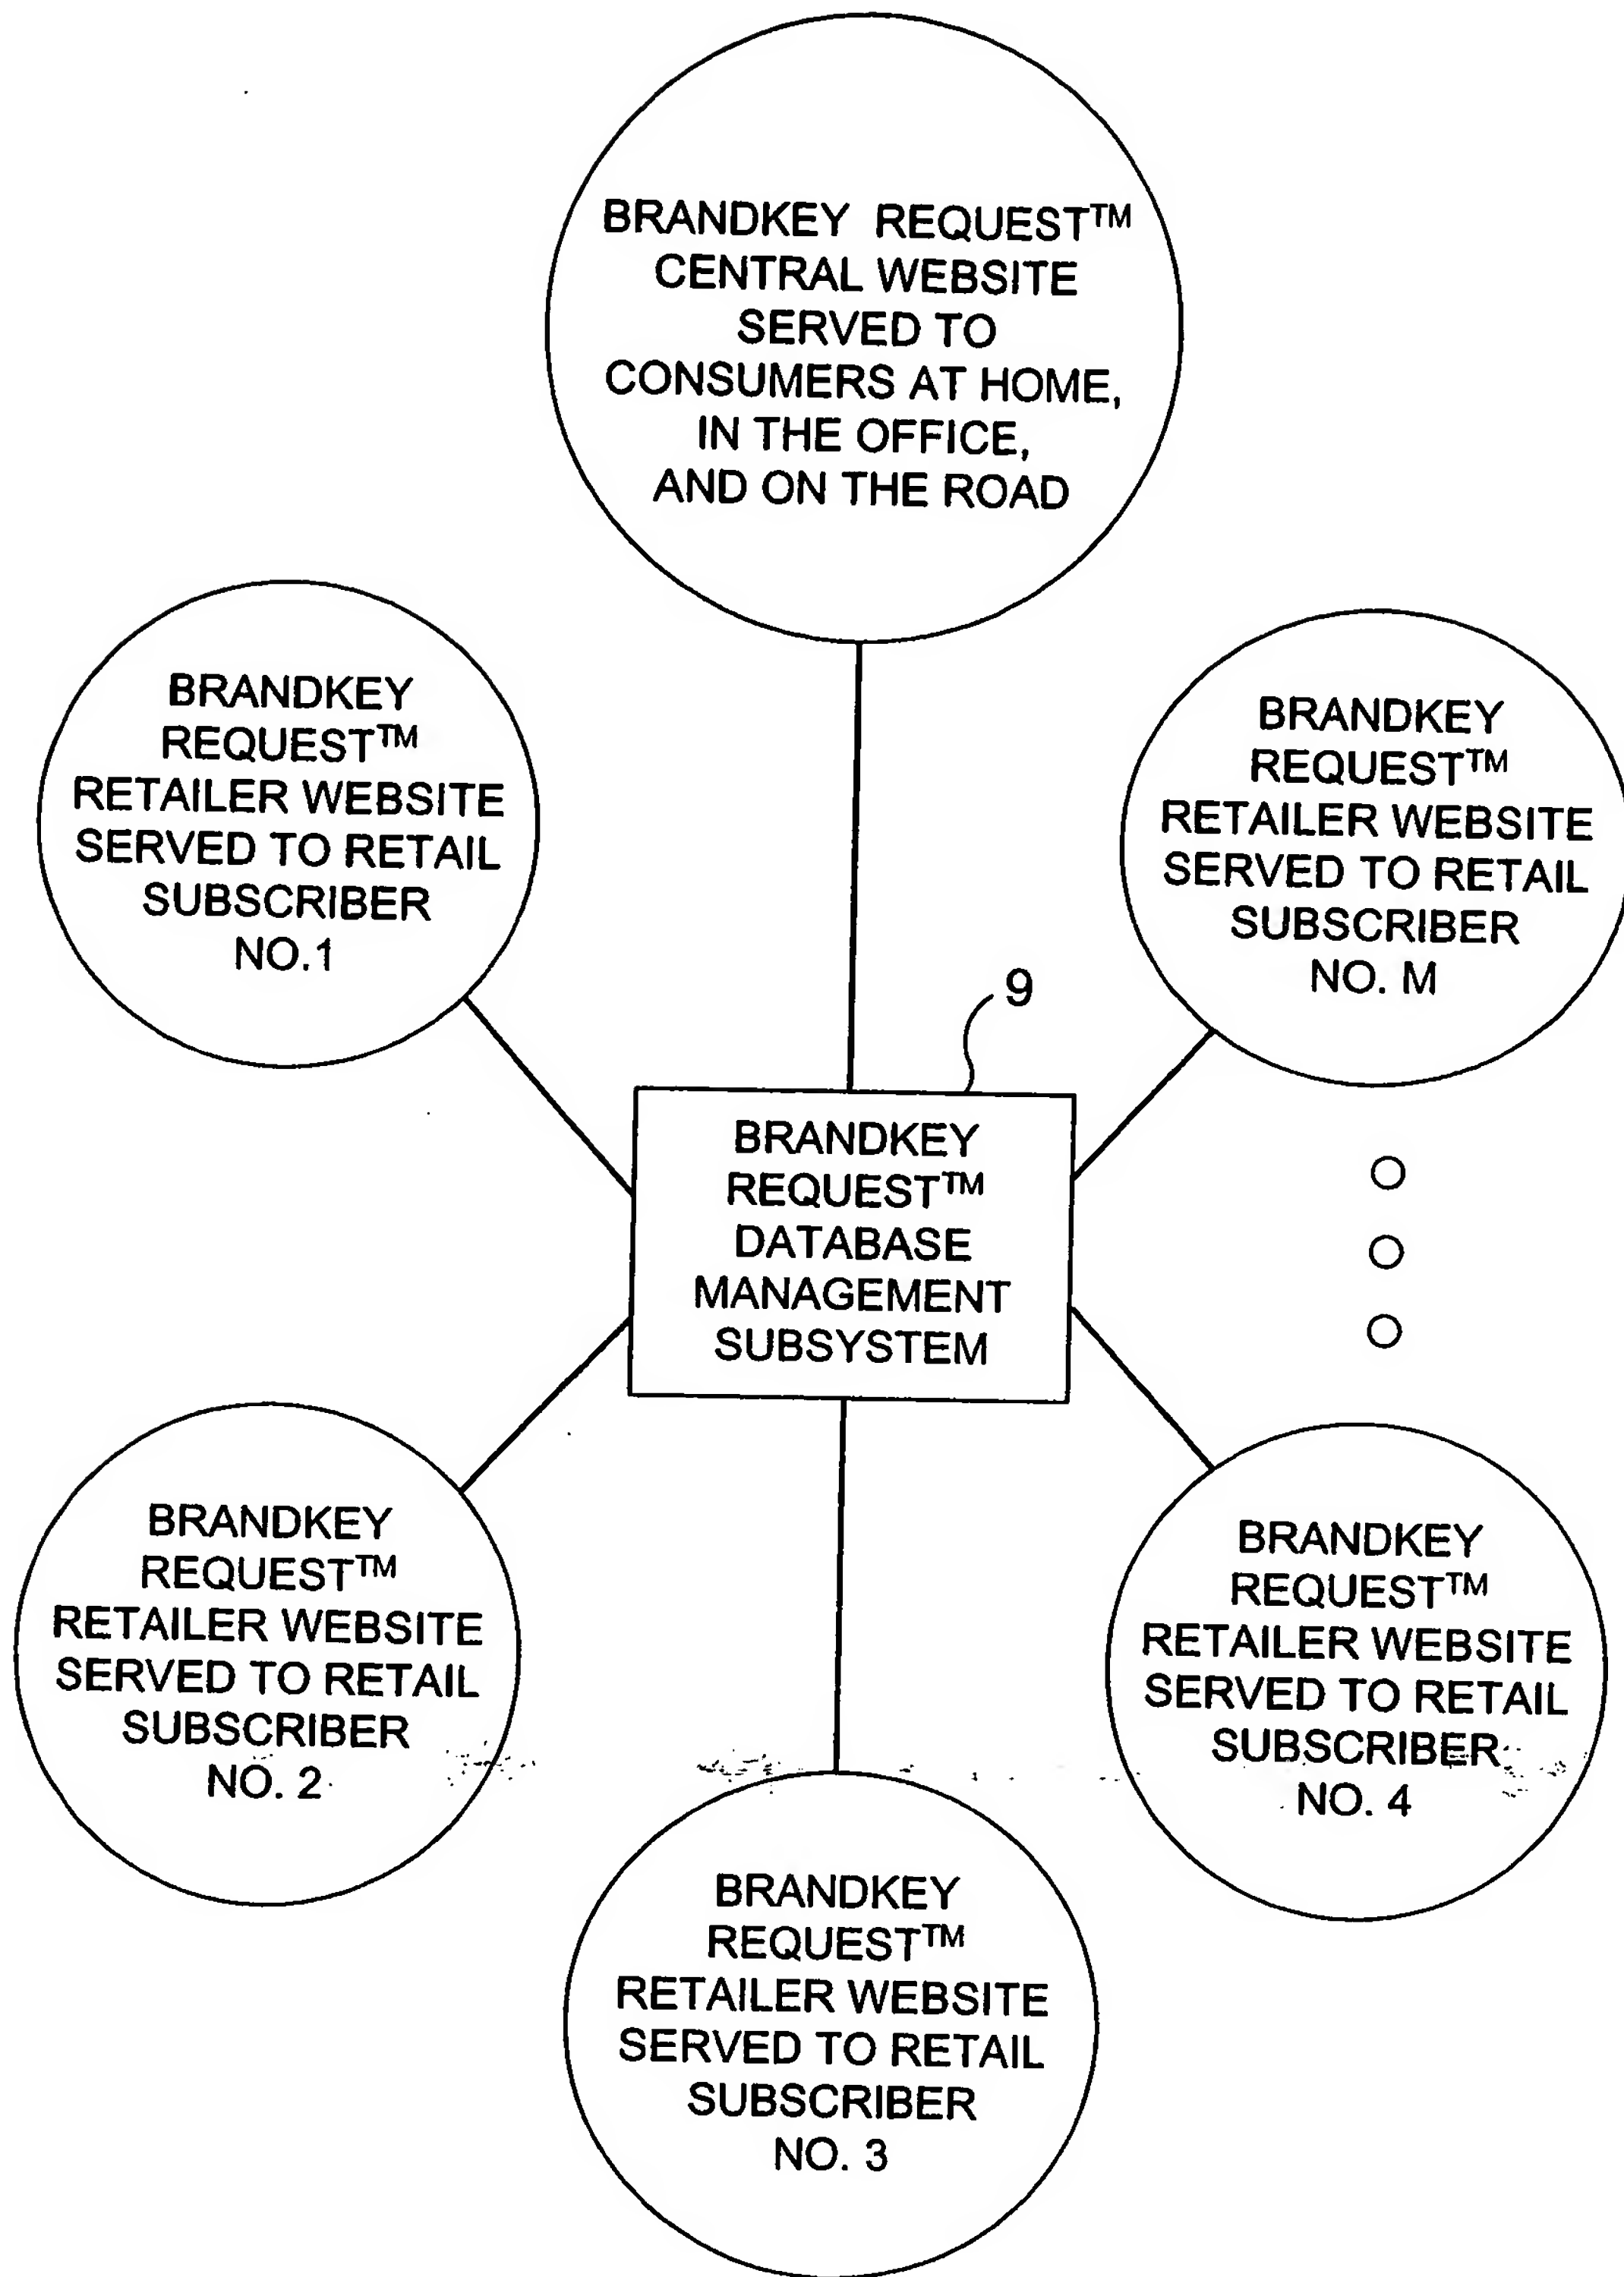 BRANDKEY REQUEST™
CENTRAL WEBSITE
SERVED TO
CONSUMERS AT HOME,
IN THE OFFICE,
AND ON THE ROAD
BRANDKEY
REQUEST™
RETAILER WEBSITE
SERVED TO RETAIL
SUBSCRIBER
NO.1
BRANDKEY
REQUEST™
RETAILER WEBSITE
SERVED TO RETAIL
SUBSCRIBER
NO. M
9
BRANDKEY
REQUEST™
DATABASE
MANAGEMENT
SUBSYSTEM
BRANDKEY
REQUEST™
RETAILER WEBSITE
SERVED TO RETAIL
SUBSCRIBER
NO. 2
BRANDKEY
REQUEST™
RETAILER WEBSITE
SERVED TO RETAIL
SUBSCRIBER
NO. 4
BRANDKEY
REQUEST™
RETAILER WEBSITE
SERVED TO RETAIL
SUBSCRIBER
NO. 3